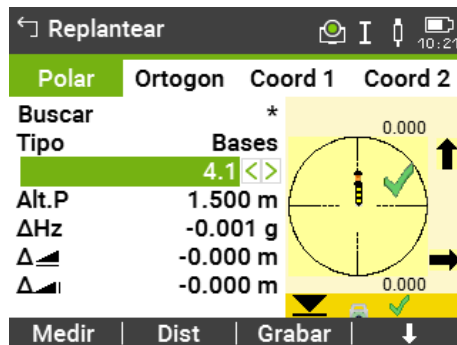 Replantear
10:21
Polar Ortogon Coord 1 Coord 2
Buscar *
Tipo Bases
4.1 <>
Alt.P 1.500 m
ΔHz -0.001 g
Δ -0.000 m
Δ -0.000 m
0.000
0.000
Medir Dist Grabar